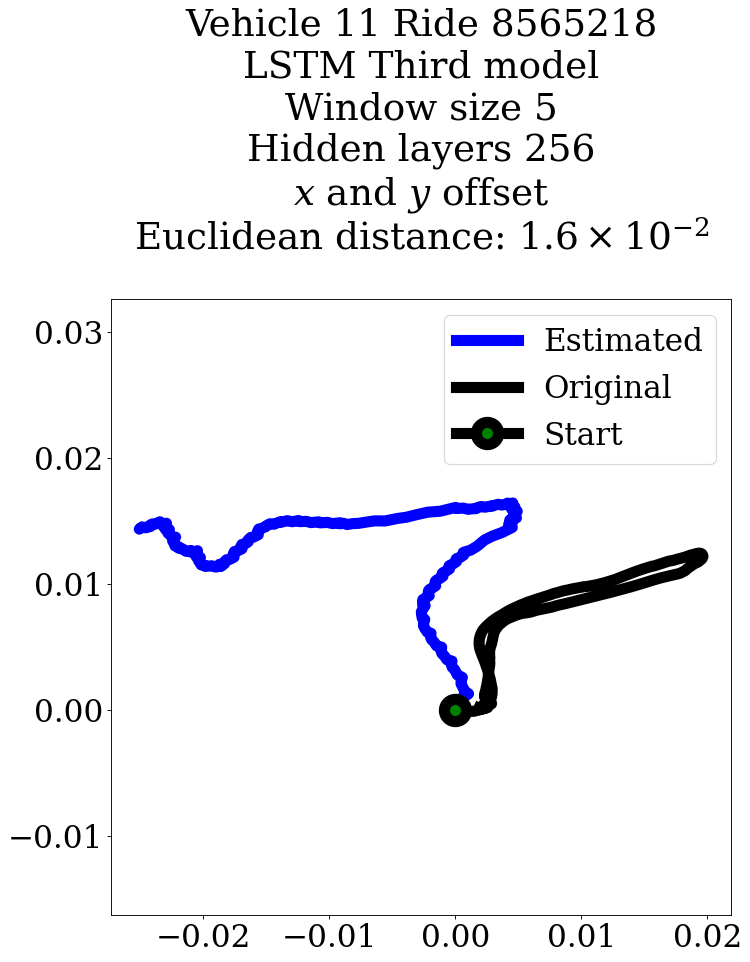 Vehicle 11 Ride 8565218
LSTM Third model
Window size 5
Hidden layers 256
x and y offset
Euclidean distance: 1.6 × 10⁻²
Estimated
Original
Start
0.03
0.02
0.01
0.00
−0.01
−0.02 −0.01 0.00 0.01 0.02